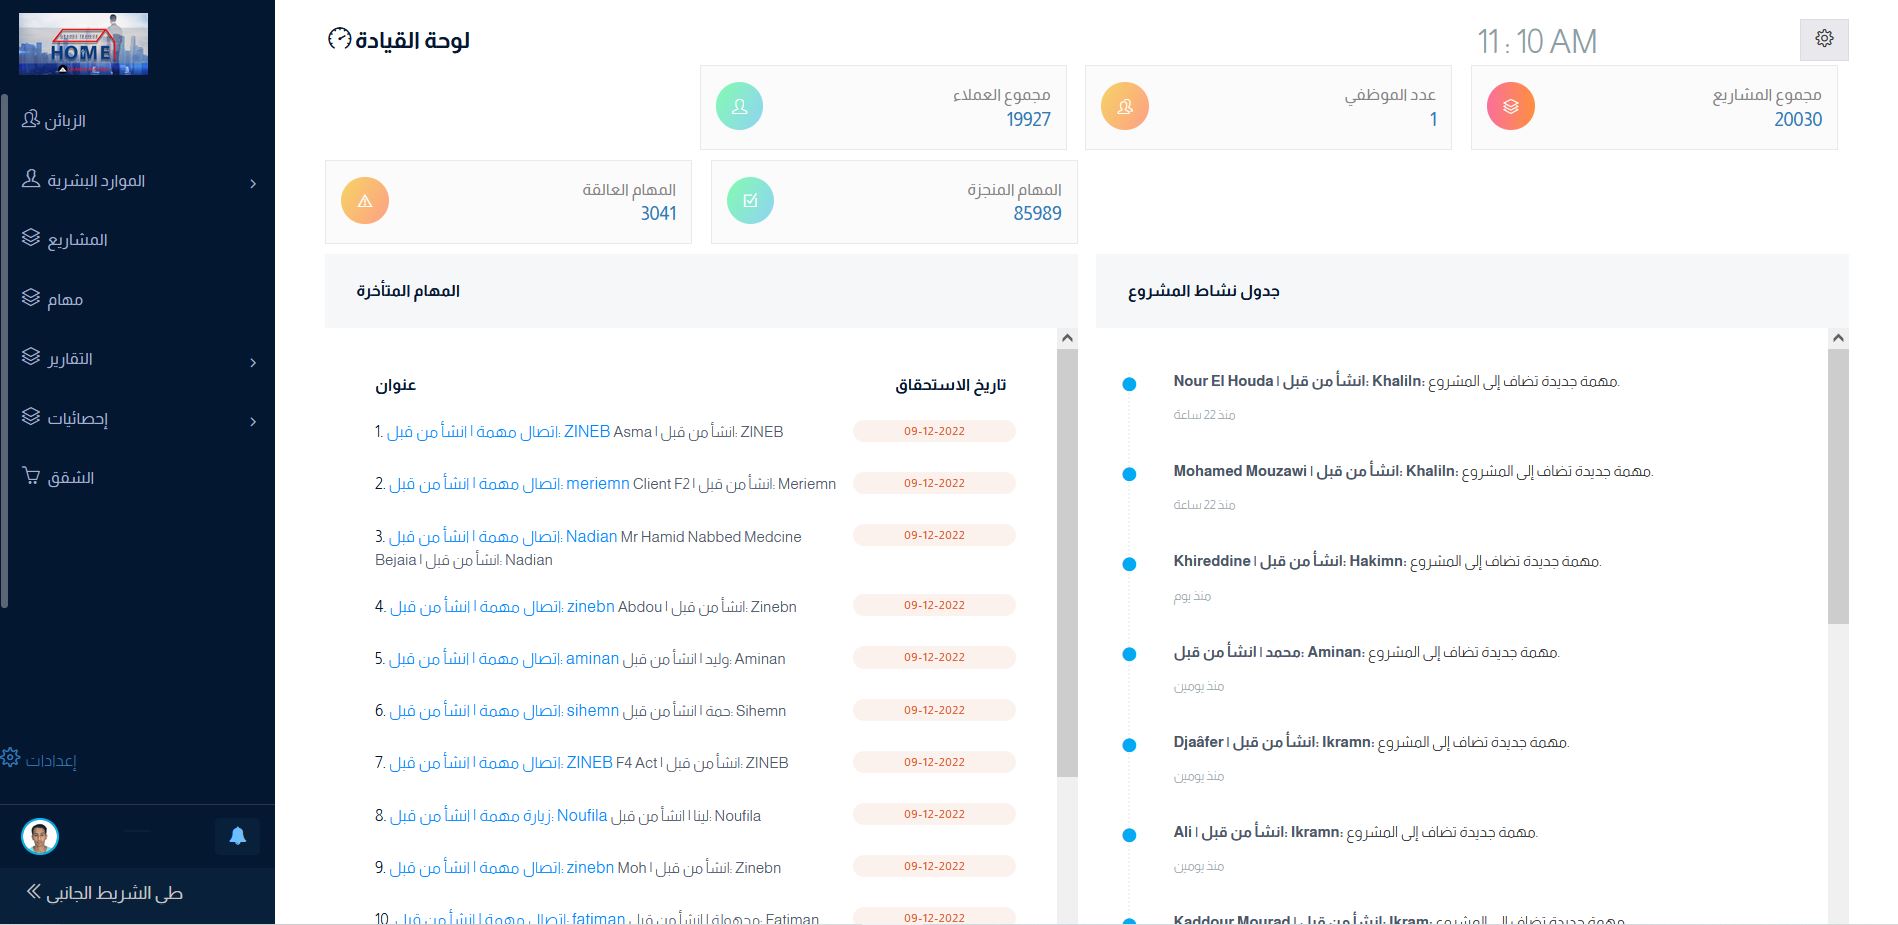 HOME
الزبائن
الموارد البشرية
المشاريع
مهام
التقارير
إحصائيات
الشقق
إعدادات
طي الشريط الجانبي
لوحة القيادة
11 : 10 AM
مجموع العملاء
19927
عدد الموظفي
1
مجموع المشاريع
20030
المهام العالقة
3041
المهام المنجزة
85989
المهام المتأخرة
عنوان
تاريخ الاستحقاق
1. اتصال مهمة | انشأ من قبل: ZINEB Asma | انشأ من قبل: ZINEB
09-12-2022
2. اتصال مهمة | انشأ من قبل: meriemn Client F2 | انشأ من قبل: Meriemn
09-12-2022
3. اتصال مهمة | انشأ من قبل: Nadian Mr Hamid Nabbed Medcine
Bejaia | انشأ من قبل: Nadian
09-12-2022
4. اتصال مهمة | انشأ من قبل: zinebn Abdou | انشأ من قبل: Zinebn
09-12-2022
5. اتصال مهمة | انشأ من قبل: aminan وليد | انشأ من قبل: Aminan
09-12-2022
6. اتصال مهمة | انشأ من قبل: sihemn حمة | انشأ من قبل: Sihemn
09-12-2022
7. اتصال مهمة | انشأ من قبل: ZINEB F4 Act | انشأ من قبل: ZINEB
09-12-2022
8. زيارة مهمة | انشأ من قبل: Noufila لينا | انشأ من قبل: Noufila
09-12-2022
9. اتصال مهمة | انشأ من قبل: zinebn Moh | انشأ من قبل: Zinebn
09-12-2022
10. اتصال مهمة | انشأ من قبل: fatiman مجهولة | انشأ من قبل: Fatiman
09-12-2022
جدول نشاط المشروع
Nour El Houda | انشأ من قبل: Khaliln: مهمة جديدة تضاف إلى المشروع.
منذ 22 ساعة
Mohamed Mouzawi | انشأ من قبل: Khaliln: مهمة جديدة تضاف إلى المشروع.
منذ 22 ساعة
Khireddine | انشأ من قبل: Hakimn: مهمة جديدة تضاف إلى المشروع.
منذ يوم
محمد | انشأ من قبل: Aminan: مهمة جديدة تضاف إلى المشروع.
منذ يومين
Djaâfer | انشأ من قبل: Ikramn: مهمة جديدة تضاف إلى المشروع.
منذ يومين
Ali | انشأ من قبل: Ikramn: مهمة جديدة تضاف إلى المشروع.
منذ يومين
Kaddour Mourad | انشأ من قبل: Ikram: مهمة جديدة تضاف إلى المشروع.